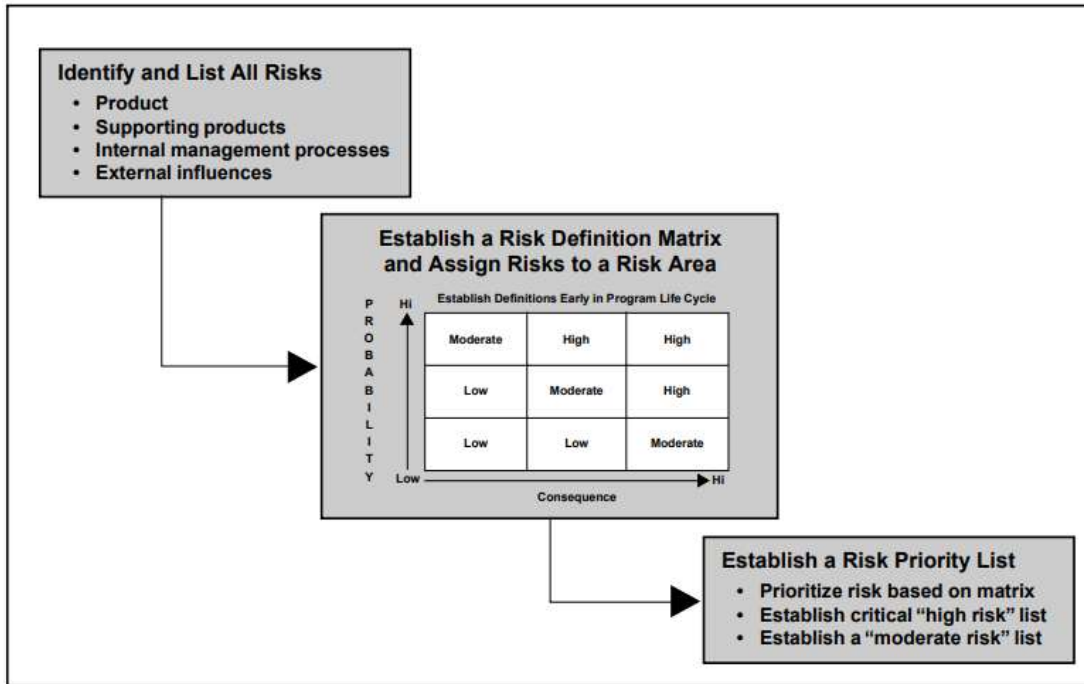 Identify and List All Risks
• Product
• Supporting products
• Internal management processes
• External influences
Establish a Risk Definition Matrix
and Assign Risks to a Risk Area
Establish Definitions Early in Program Life Cycle
PROBABILITY
Hi
Moderate High High
Low Moderate High
Low Low Moderate
Low
Hi
Consequence
Establish a Risk Priority List
• Prioritize risk based on matrix
• Establish critical “high risk” list
• Establish a “moderate risk” list